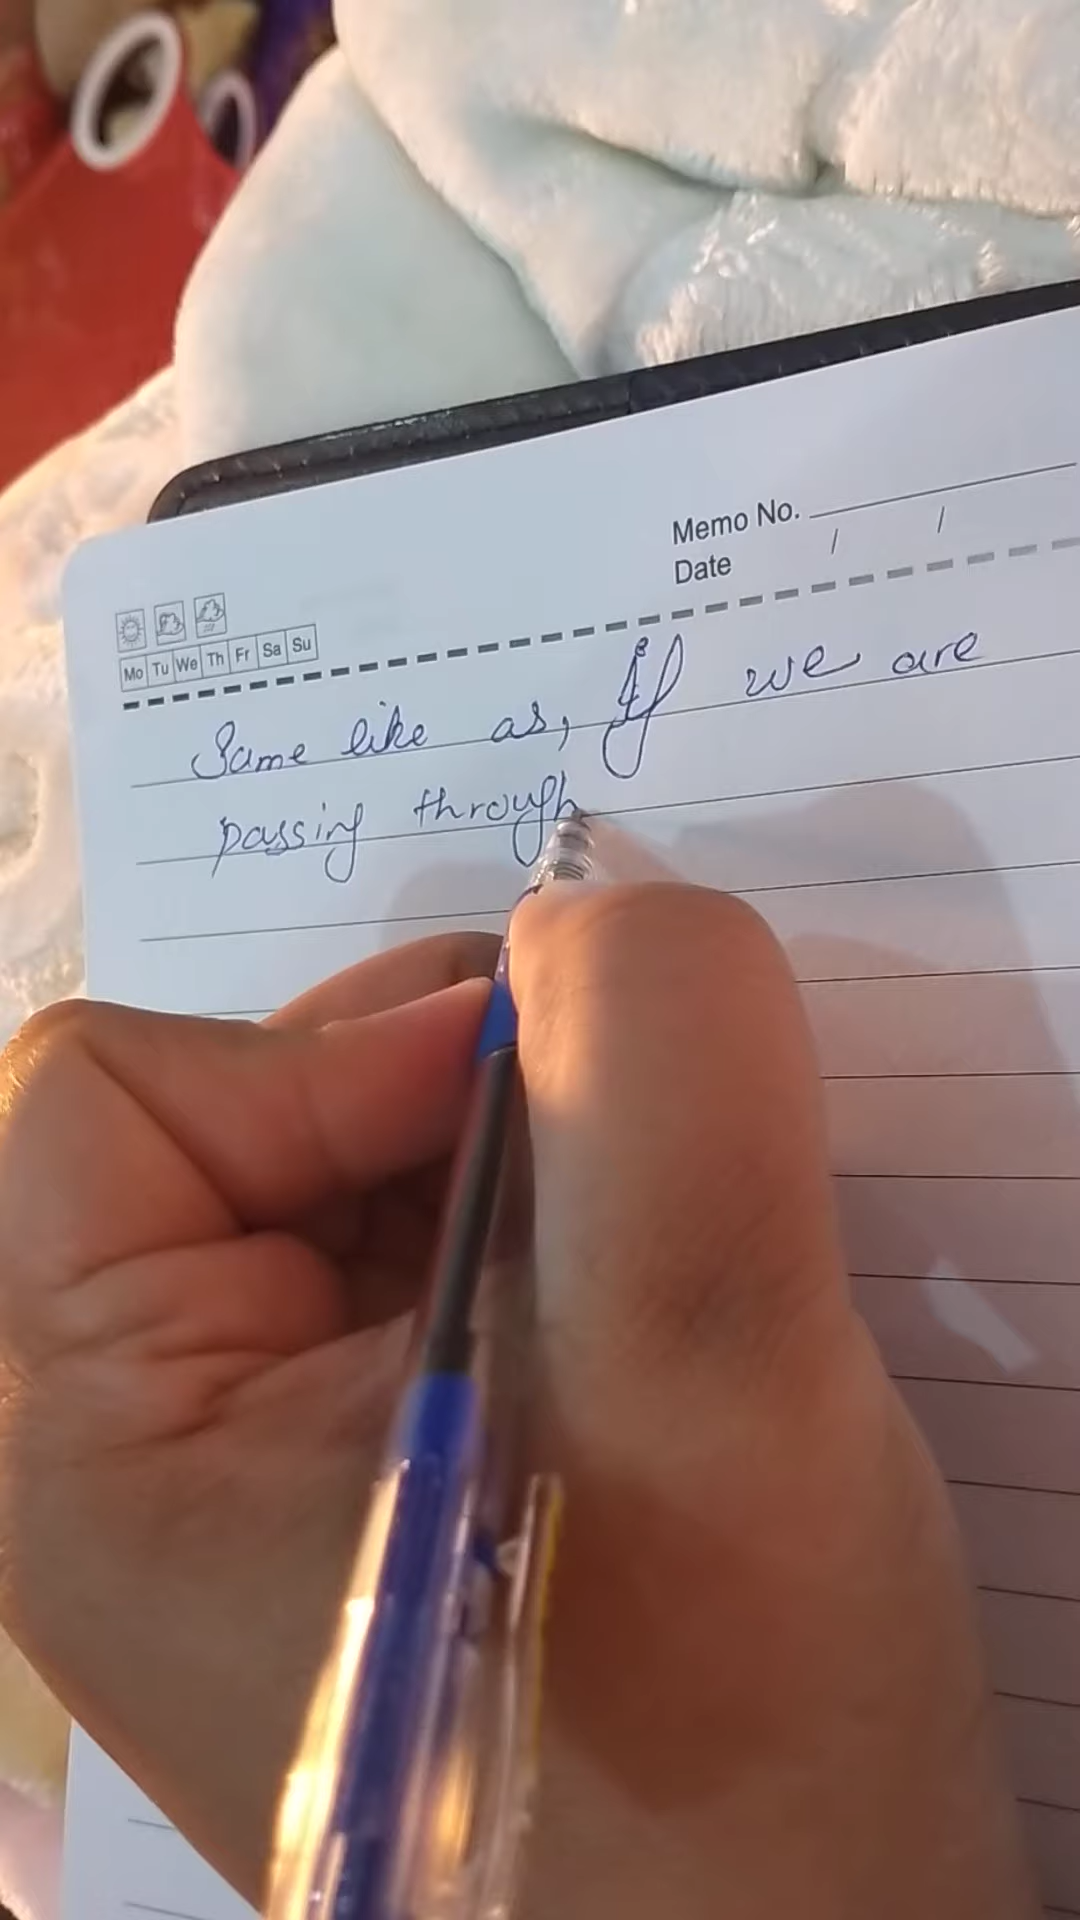 Memo No.
Date / /
Mo Tu We Th Fr Sa Su
Same like as, If we are
passing through